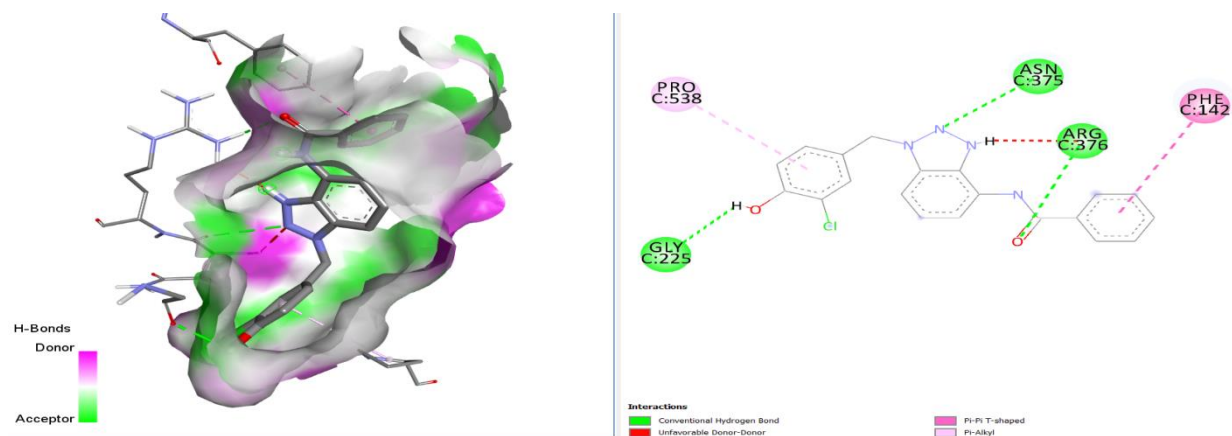 H-Bonds
Donor
Acceptor
PRO
C:538
ASN
C:375
PHE
C:142
ARG
C:376
GLY
C:225
N
N
N
H
N
O
H
O
Cl
Interactions
Conventional Hydrogen Bond
Unfavorable Donor-Donor
Pi-Pi T-shaped
Pi-Alkyl